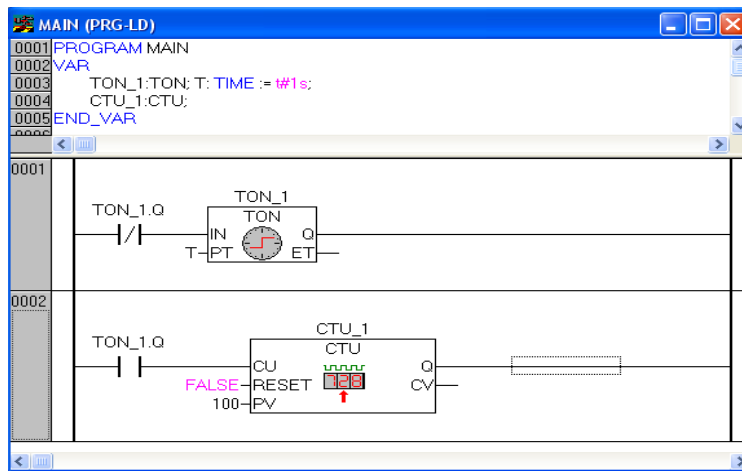 MAIN (PRG-LD)
0001 PROGRAM MAIN
0002 VAR
0003 TON_1:TON; T: TIME := t#1s;
0004 CTU_1:CTU;
0005 END_VAR
0001
TON_1
TON_1.Q
TON
IN Q
T PT ET
0002
CTU_1
TON_1.Q
CTU
CU Q
FALSE RESET 128 CV
100 PV